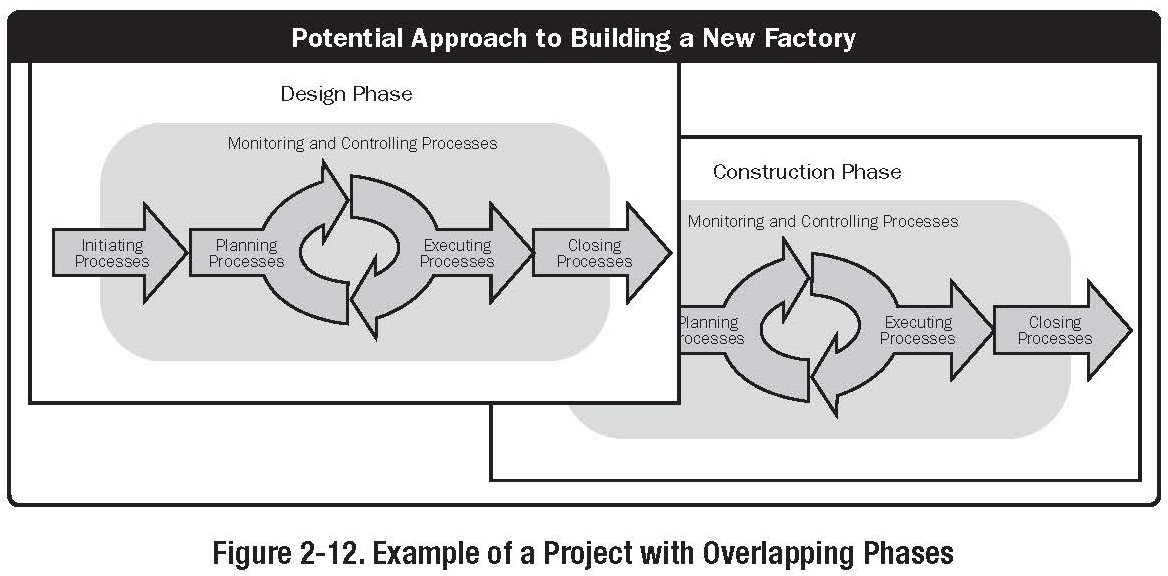 Potential Approach to Building a New Factory
Design Phase
Monitoring and Controlling Processes
Initiating
Processes
Planning
Processes
Executing
Processes
Closing
Processes
Construction Phase
Monitoring and Controlling Processes
Planning
rocesses
Executing
Processes
Closing
Processes
Figure 2-12. Example of a Project with Overlapping Phases